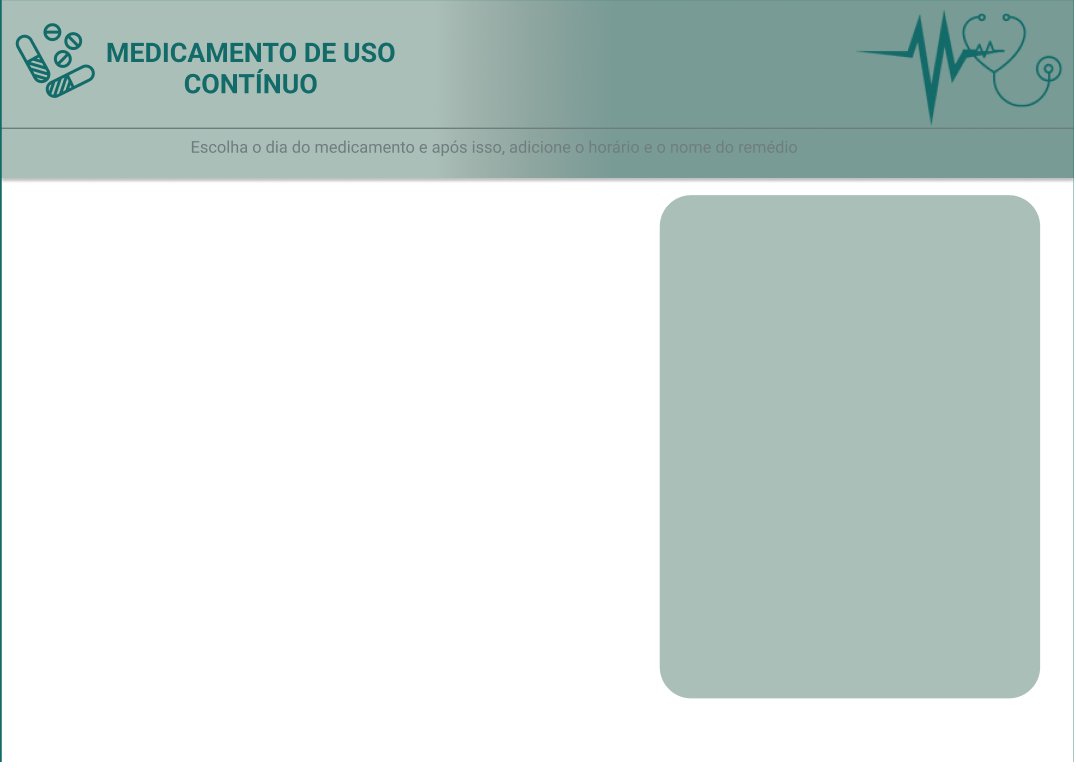 MEDICAMENTO DE USO
CONTÍNUO
Escolha o dia do medicamento e após isso, adicione o horário e o nome do remédio